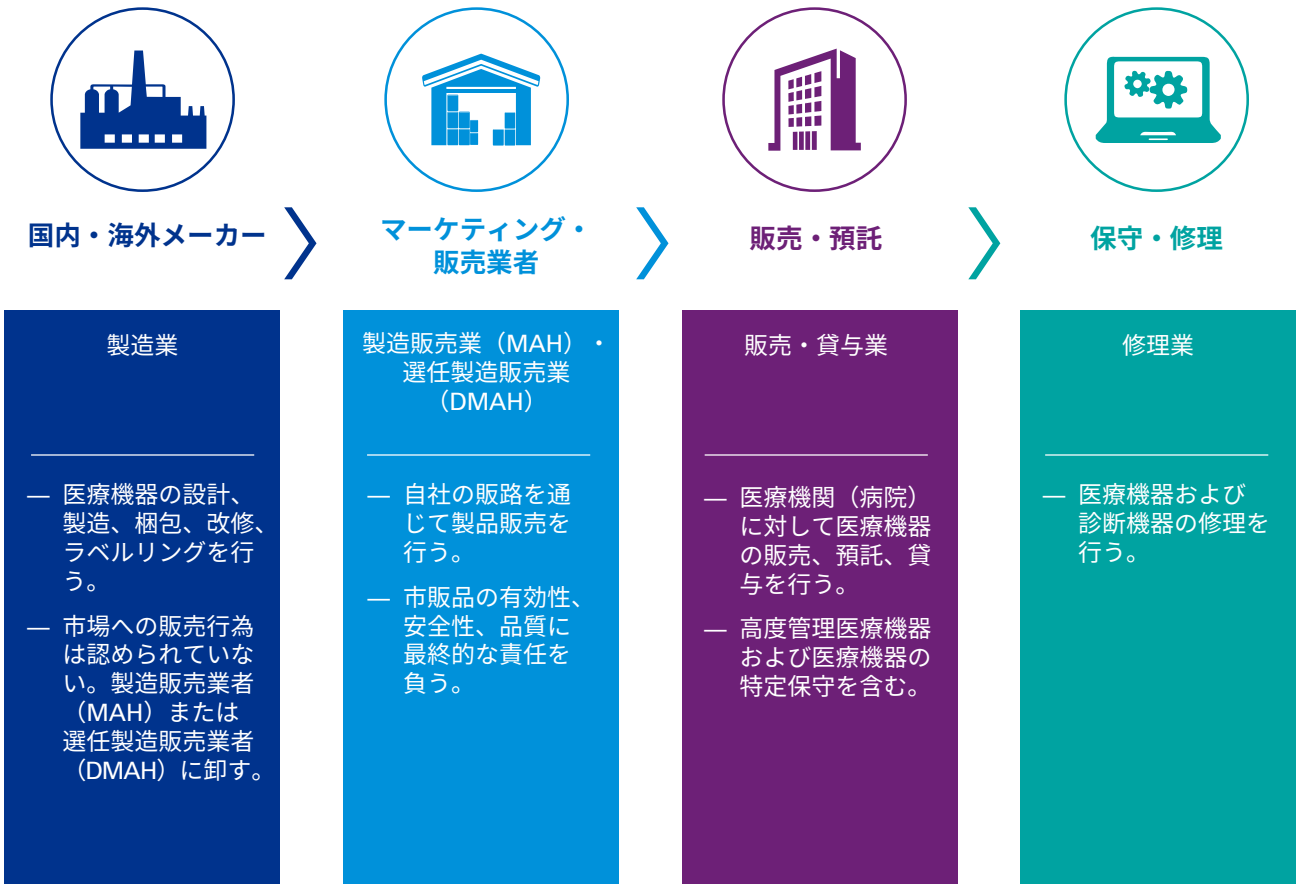 国内・海外メーカー
マーケティング・
販売業者
販売・預託
保守・修理
製造業
— 医療機器の設計、
製造、梱包、改修、
ラベルリングを行
う。
— 市場への販売行為
は認められていな
い。製造販売業者
（MAH）または
選任製造販売業者
（DMAH）に卸す。
製造販売業（MAH）・
選任製造販売業
（DMAH）
— 自社の販路を通
じて製品販売を
行う。
— 市販品の有効性、
安全性、品質に
最終的な責任を
負う。
販売・貸与業
— 医療機関（病院）
に対して医療機器
の販売、預託、貸
与を行う。
— 高度管理医療機器
および医療機器の
特定保守を含む。
修理業
— 医療機器および
診断機器の修理を
行う。